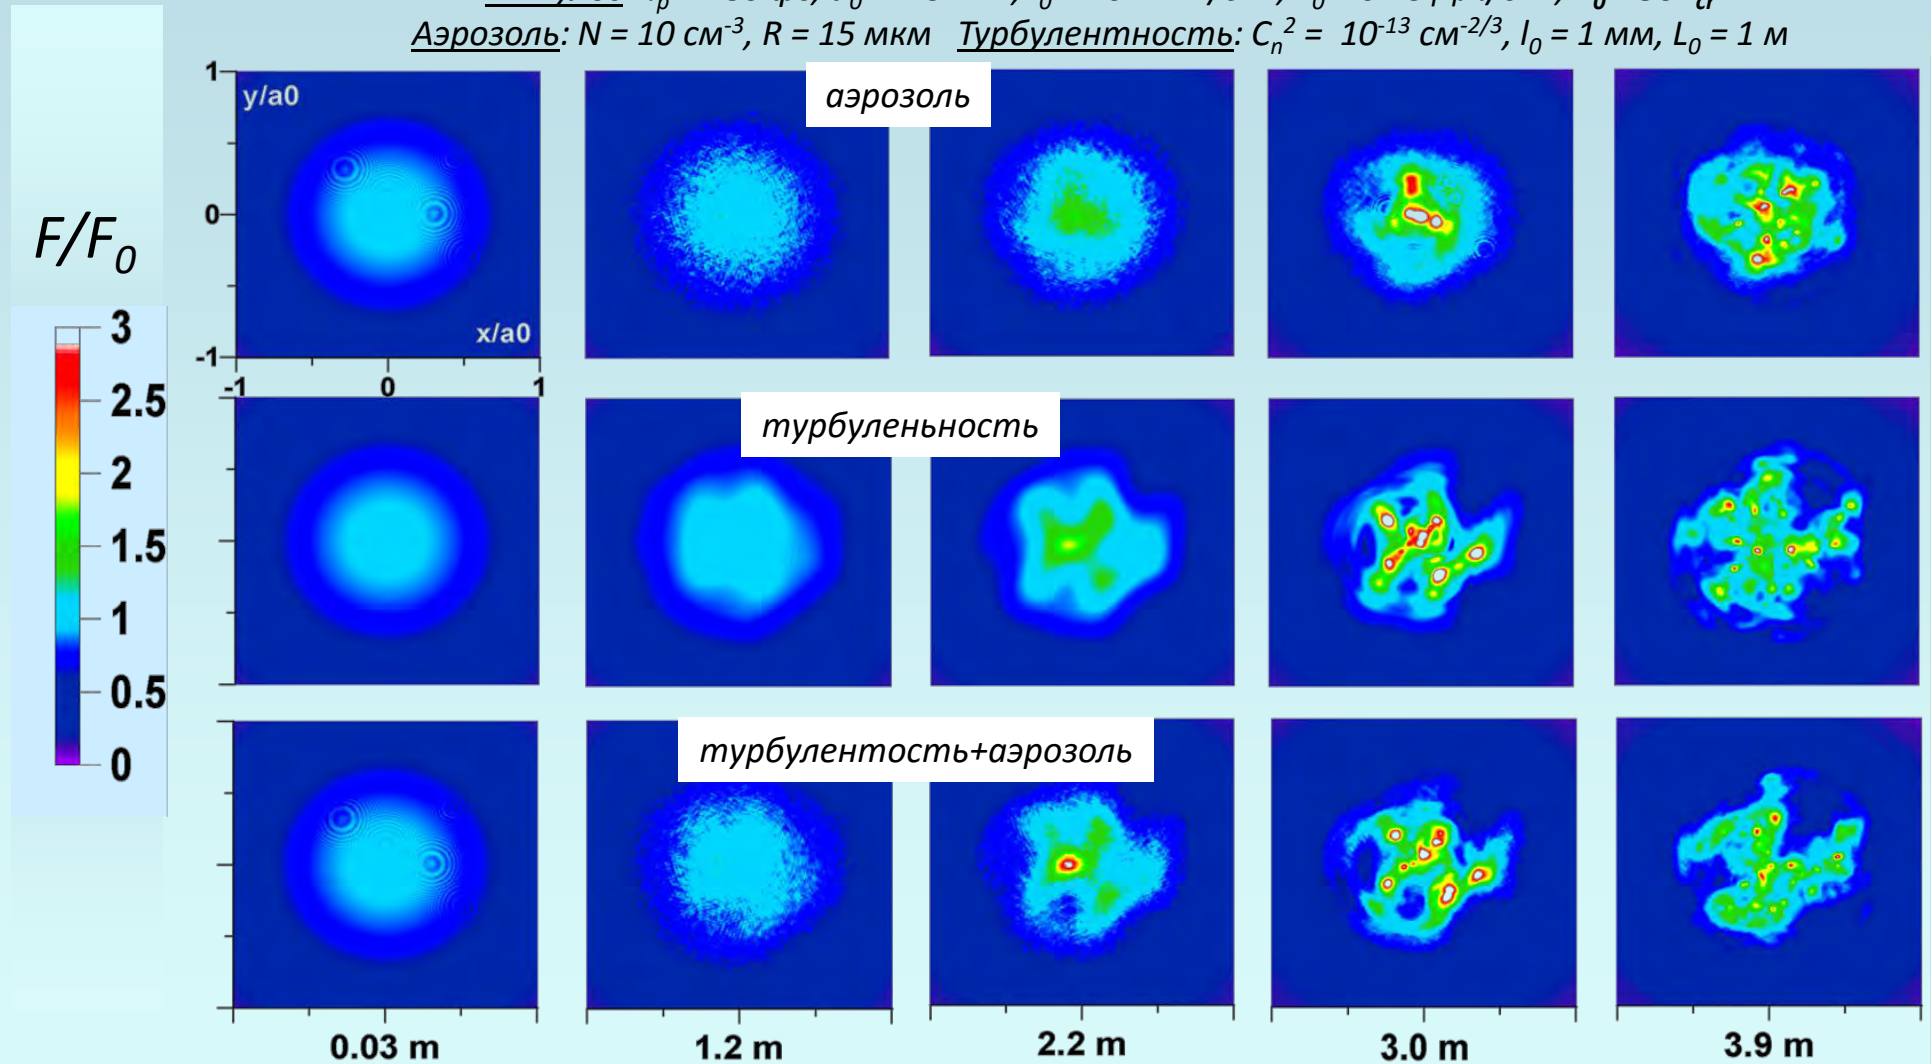 Аэрозоль: N = 10 см⁻³, R = 15 мкм Турбулентность: Cₙ² = 10⁻¹³ см⁻²/³, l₀ = 1 мм, L₀ = 1 м
F/F₀
3
2.5
2
1.5
1
0.5
0
1
0
-1
y/a0
x/a0
-1 0 1
аэрозоль
турбуленьность
турбулентость+аэрозоль
0.03 m 1.2 m 2.2 m 3.0 m 3.9 m